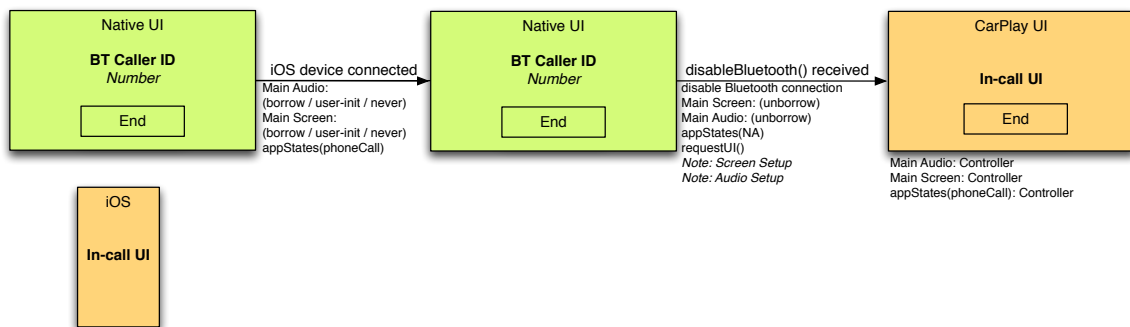 Native UI
BT Caller ID
Number
End
iOS device connected
Main Audio:
(borrow / user-init / never)
Main Screen:
(borrow / user-init / never)
appStates(phoneCall)
Native UI
BT Caller ID
Number
End
disableBluetooth() received
disable Bluetooth connection
Main Screen: (unborrow)
Main Audio: (unborrow)
appStates(NA)
requestUI()
Note: Screen Setup
Note: Audio Setup
CarPlay UI
In-call UI
End
Main Audio: Controller
Main Screen: Controller
appStates(phoneCall): Controller
iOS
In-call UI